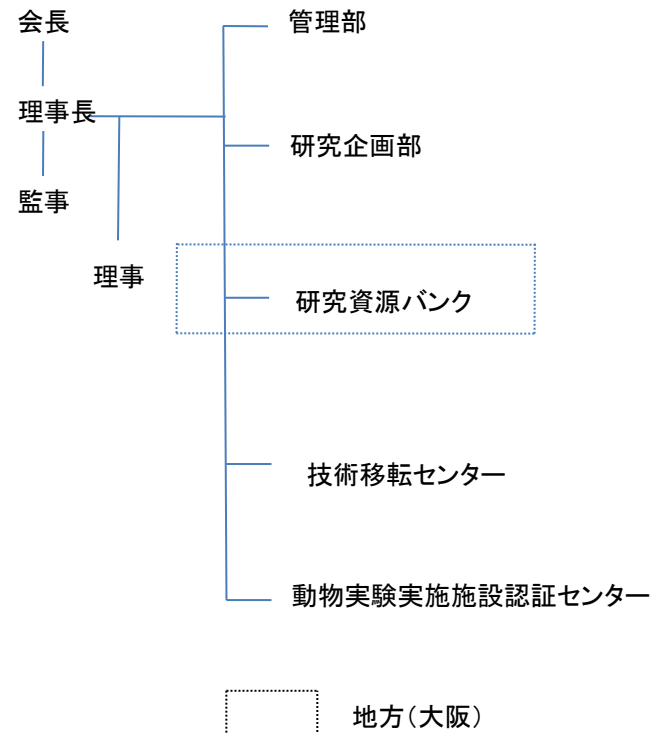 会長
管理部
理事長
研究企画部
監事
理事
研究資源バンク
技術移転センター
動物実験実施施設認証センター
地方(大阪)